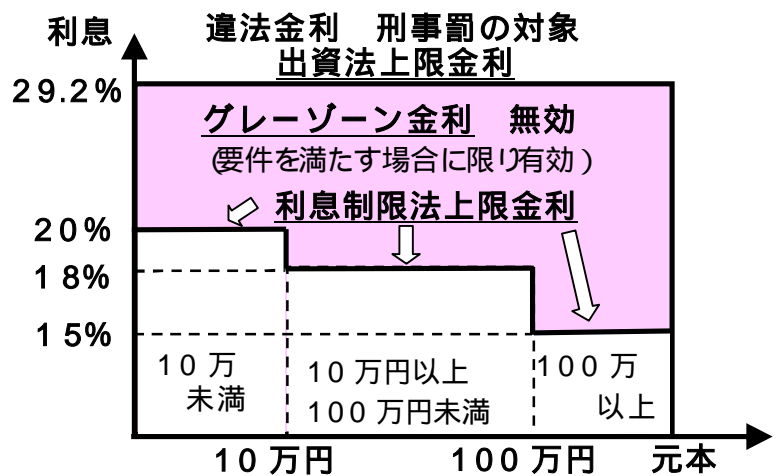 利息
違法金利　刑事罰の対象
出資法上限金利
29.2%
グレーゾーン金利　無効
(要件を満たす場合に限り有効)
利息制限法上限金利
20%
18%
15%
10万
未満
10万円以上
100万円未満
100万
以上
10万円
100万円
元本